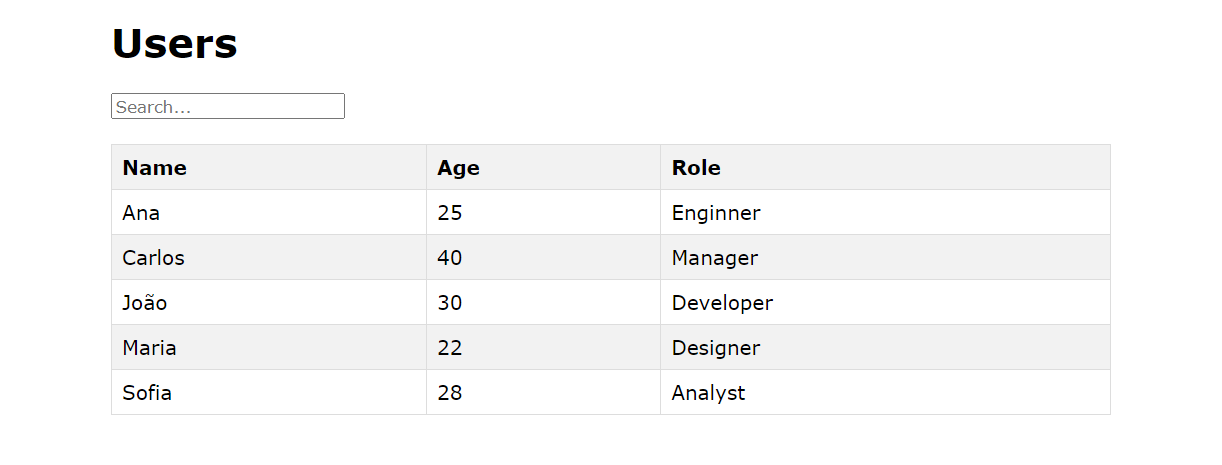 Users
Search...
Name Age Role
Ana 25 Enginner
Carlos 40 Manager
João 30 Developer
Maria 22 Designer
Sofia 28 Analyst